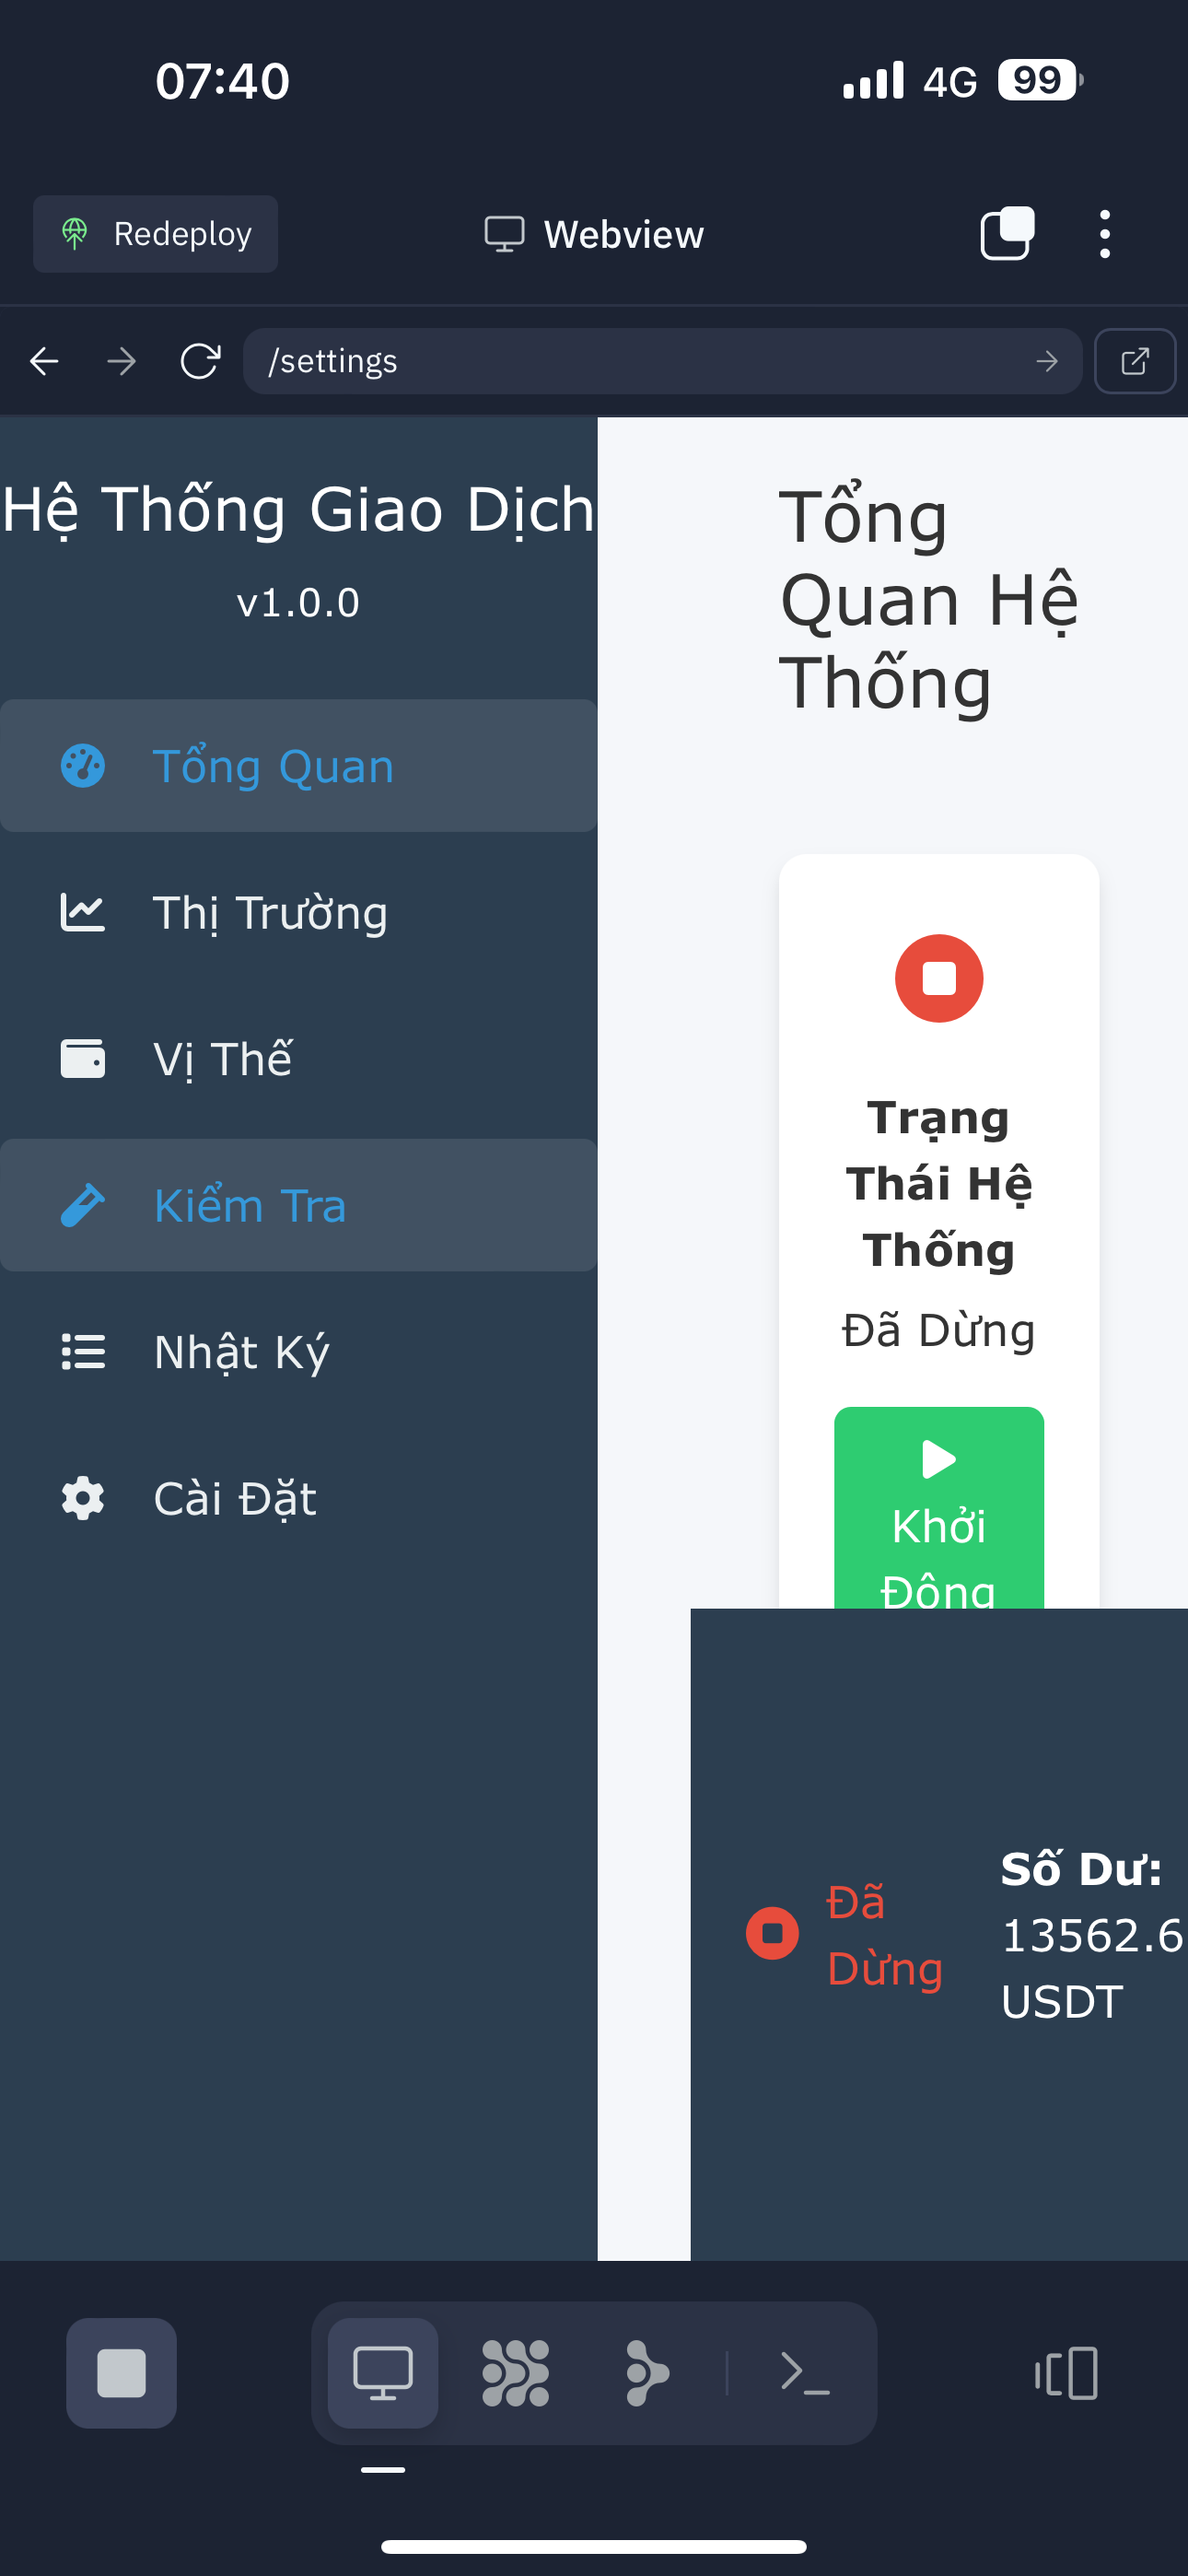 07:40
4G
99
Redeploy
Webview
/settings
Hệ Thống Giao Dịch
v1.0.0
Tổng Quan
Thị Trường
Vị Thế
Kiểm Tra
Nhật Ký
Cài Đặt
Tổng
Quan Hệ
Thống
Trạng
Thái Hệ
Thống
Đã Dừng
Khởi
Động
Đã
Dừng
Số Dư:
13562.6
USDT